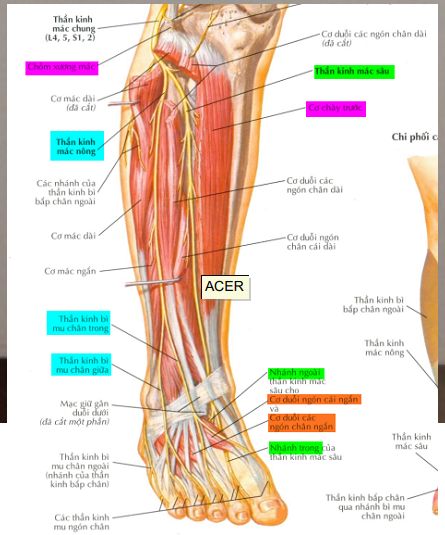 Thần kinh
mác chung
(L4, 5, S1, 2)
Chỏm xương mác
Cơ mác dài
(đã cắt)
Thần kinh
mác nông
Các nhánh của
thần kinh bì
bắp chân ngoài
Cơ mác dài
Cơ mác ngắn
Thần kinh bì
mu chân trong
Thần kinh bì
mu chân giữa
Mạc giữ gân
duỗi dưới
(đã cắt một phần)
Thần kinh bì
mu chân ngoài
(nhánh của thần
kinh bắp chân)
Các thần kinh
mu ngón chân
Cơ duỗi các ngón chân dài
(đã cắt)
Thần kinh mác sâu
Cơ chày trước
Cơ duỗi các
ngón chân dài
Cơ duỗi ngón
chân cái dài
ACER
Nhánh ngoài
thần kinh mác
sâu cho
Cơ duỗi ngón cái ngắn
và
Cơ duỗi các
ngón chân ngắn
Nhánh trong của
thần kinh mác sâu
Chi phối
Thần kinh bì
bắp chân ngoài
Thần kinh
mác nông
Thần kinh
mác sâu
Thần kinh bắp chân
qua nhánh bì mu
chân ngoài